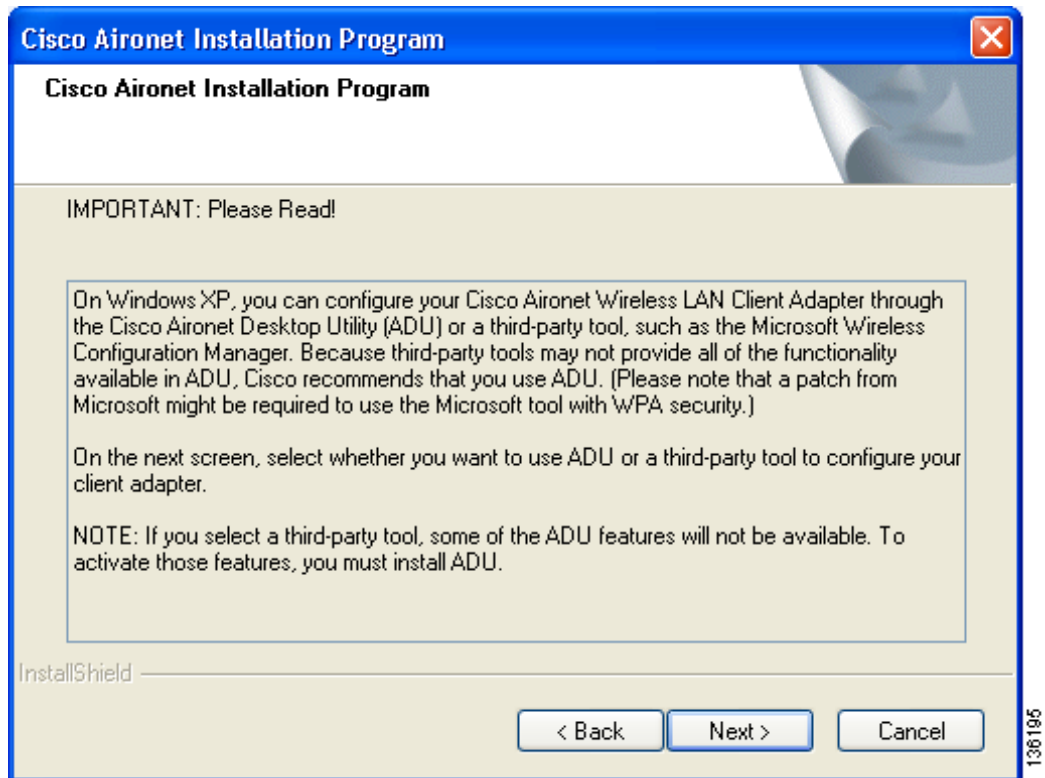 Cisco Aironet Installation Program
Cisco Aironet Installation Program
IMPORTANT: Please Read!
On Windows XP, you can configure your Cisco Aironet Wireless LAN Client Adapter through
the Cisco Aironet Desktop Utility (ADU) or a third-party tool, such as the Microsoft Wireless
Configuration Manager. Because third-party tools may not provide all of the functionality
available in ADU, Cisco recommends that you use ADU. (Please note that a patch from
Microsoft might be required to use the Microsoft tool with WPA security.)
On the next screen, select whether you want to use ADU or a third-party tool to configure your
client adapter.
NOTE: If you select a third-party tool, some of the ADU features will not be available. To
activate those features, you must install ADU.
InstallShield
< Back
Next >
Cancel
136195